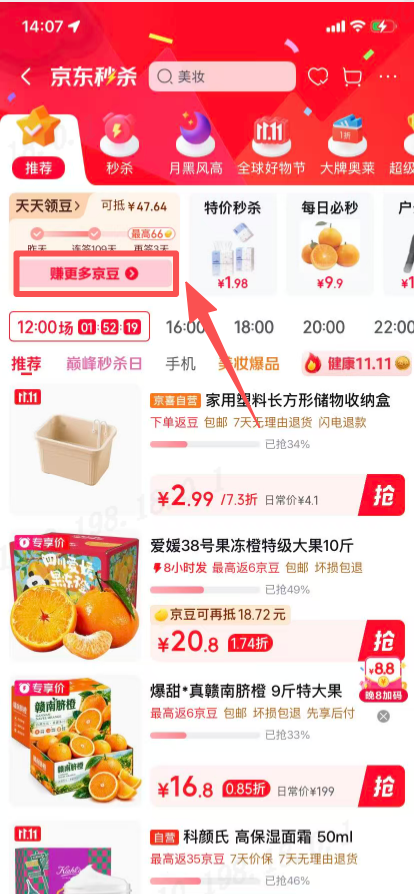 14:07
京东秒杀
美妆
推荐
秒杀
月黑风高
11.11
全球好物节
1折
大牌奥莱
超级
天天领豆> 可抵 ¥47.64
最高66
昨天 连签109天 再签3天
赚更多京豆
特价秒杀
¥1.98
每日必秒
¥9.9
户
¥1
12:00场 01:52:19
16:00
18:00
20:00
22:00
推荐
巅峰秒杀日
手机
美妆爆品
健康11.11
11.11
京喜自营 家用塑料长方形储物收纳盒
下单返豆 包邮 7天无理由退货 闪电退款
已抢34%
¥2.99 /7.3折 日常价¥4.1
抢
专享价
爱媛38号果冻橙特级大果10斤
8小时发 最高返6京豆 包邮 坏损包退
已抢49%
京豆可再抵 18.72 元
¥20.8 1.74折
抢
¥8.8
晚8加码
专享价
赣南脐橙
爆甜*真赣南脐橙 9斤特大果
最高返6京豆 包邮 坏损包退 先享后付
已抢33%
¥16.8 0.85折 日常价¥199
抢
11.11
Kiehl's
自营 科颜氏 高保湿面霜 50ml
最高返35京豆 7天价保 7天无理由退货
已抢46%